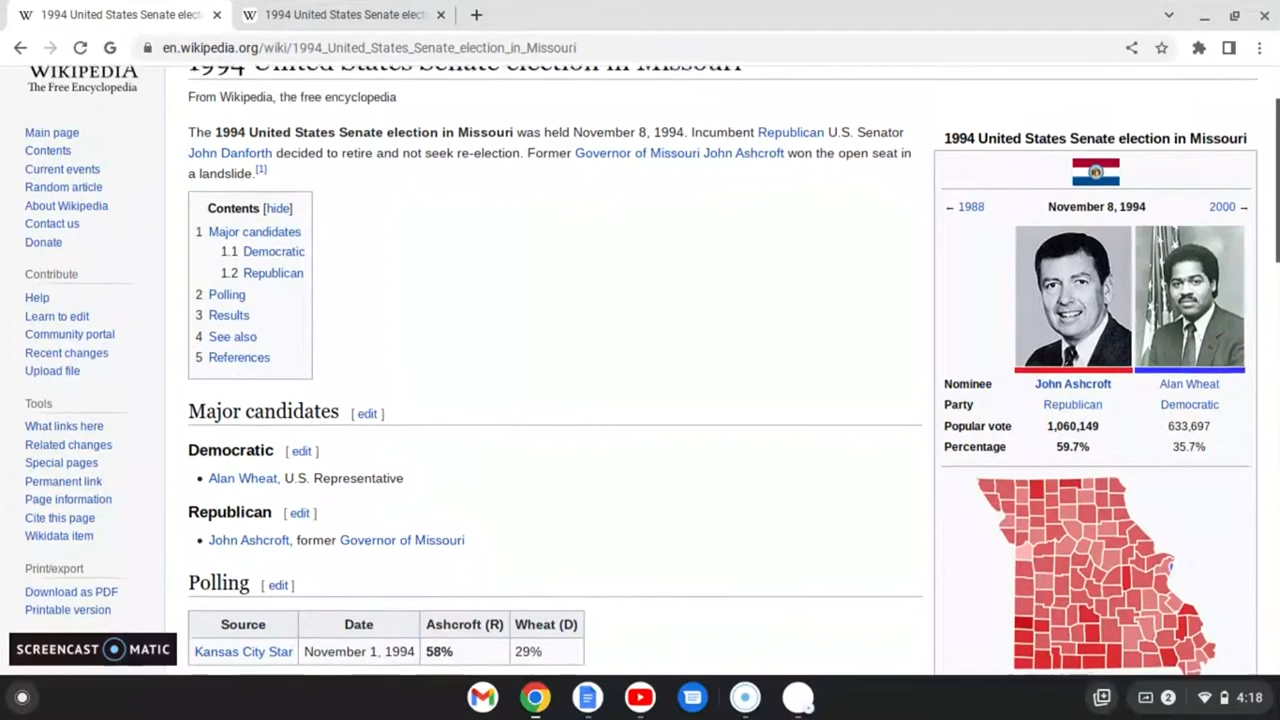 1994 United States Senate elect
1994 United States Senate elect
en.wikipedia.org/wiki/1994_United_States_Senate_election_in_Missouri
WIKIPEDIA
The Free Encyclopedia
Main page
Contents
Current events
Random article
About Wikipedia
Contact us
Donate
Contribute
Help
Learn to edit
Community portal
Recent changes
Upload file
Tools
What links here
Related changes
Special pages
Permanent link
Page information
Cite this page
Wikidata item
Print/export
Download as PDF
Printable version
1994 United States Senate election in Missouri
From Wikipedia, the free encyclopedia
The 1994 United States Senate election in Missouri was held November 8, 1994. Incumbent Republican U.S. Senator
John Danforth decided to retire and not seek re-election. Former Governor of Missouri John Ashcroft won the open seat in
a landslide.[1]
Contents [hide]
1 Major candidates
1.1 Democratic
1.2 Republican
2 Polling
3 Results
4 See also
5 References
Major candidates [ edit ]
Democratic [ edit ]
• Alan Wheat, U.S. Representative
Republican [ edit ]
• John Ashcroft, former Governor of Missouri
Polling [ edit ]
Source Date Ashcroft (R) Wheat (D)
Kansas City Star November 1, 1994 58% 29%
1994 United States Senate election in Missouri
← 1988 November 8, 1994 2000 →
Nominee John Ashcroft Alan Wheat
Party Republican Democratic
Popular vote 1,060,149 633,697
Percentage 59.7% 35.7%
SCREENCAST MATIC
2 4:18